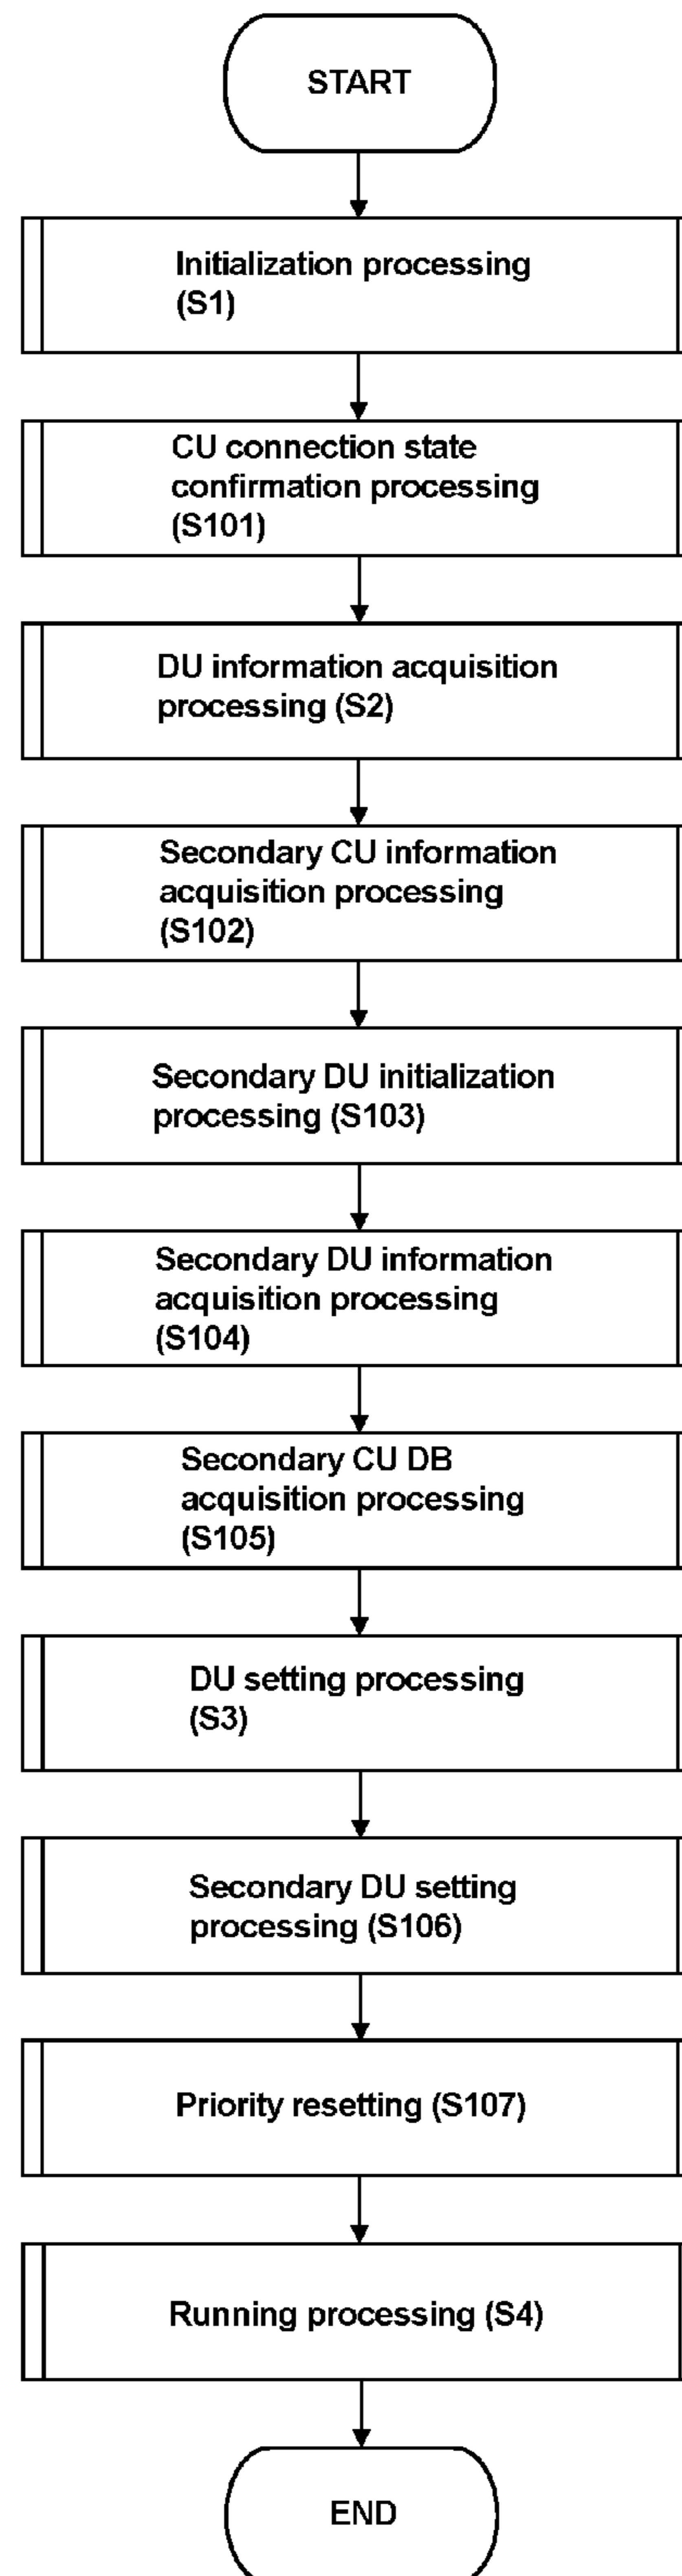 START
Initialization processing
(S1)
CU connection state
confirmation processing
(S101)
DU information acquisition
processing (S2)
Secondary CU information
acquisition processing
(S102)
Secondary DU initialization
processing (S103)
Secondary DU information
acquisition processing
(S104)
Secondary CU DB
acquisition processing
(S105)
DU setting processing
(S3)
Secondary DU setting
processing (S106)
Priority resetting (S107)
Running processing (S4)
END